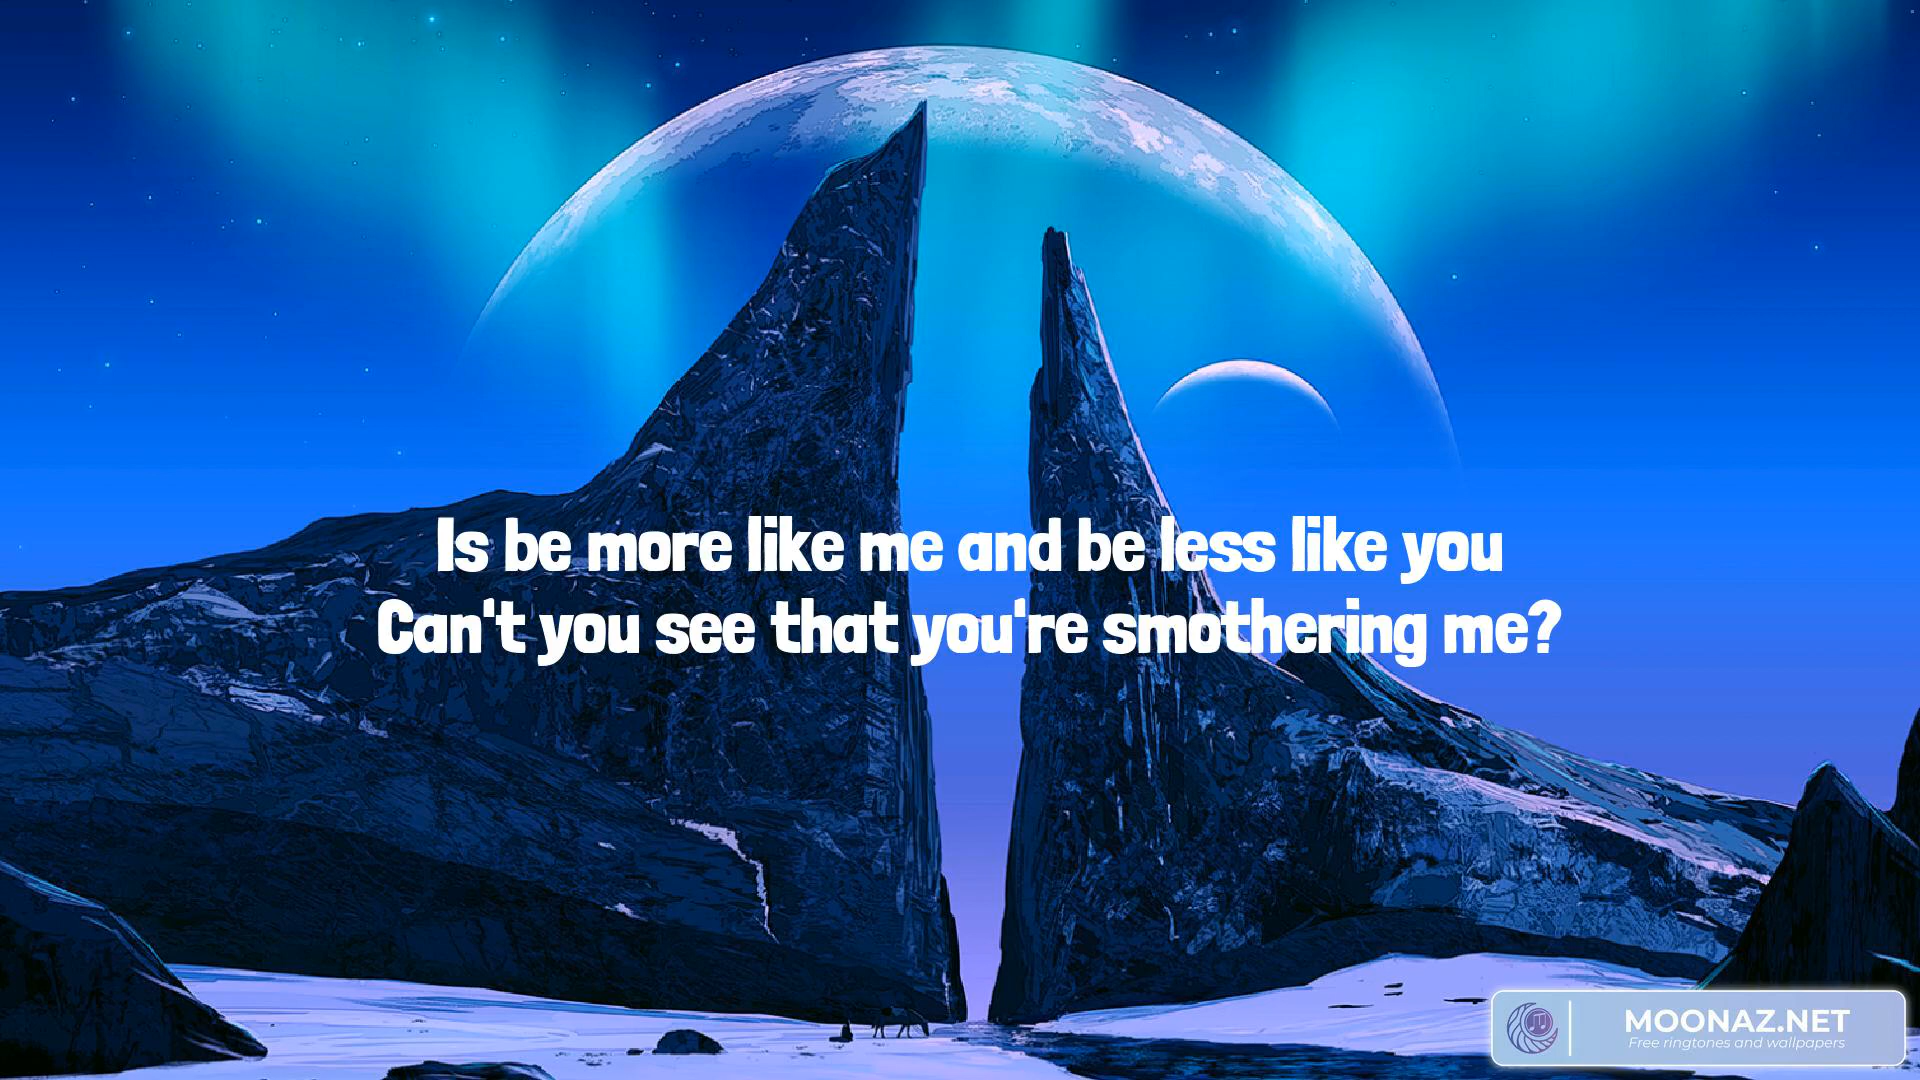 Is be more like me and be less like you
Can't you see that you're smothering me?
MOONAZ.NET
Free ringtones and wallpapers